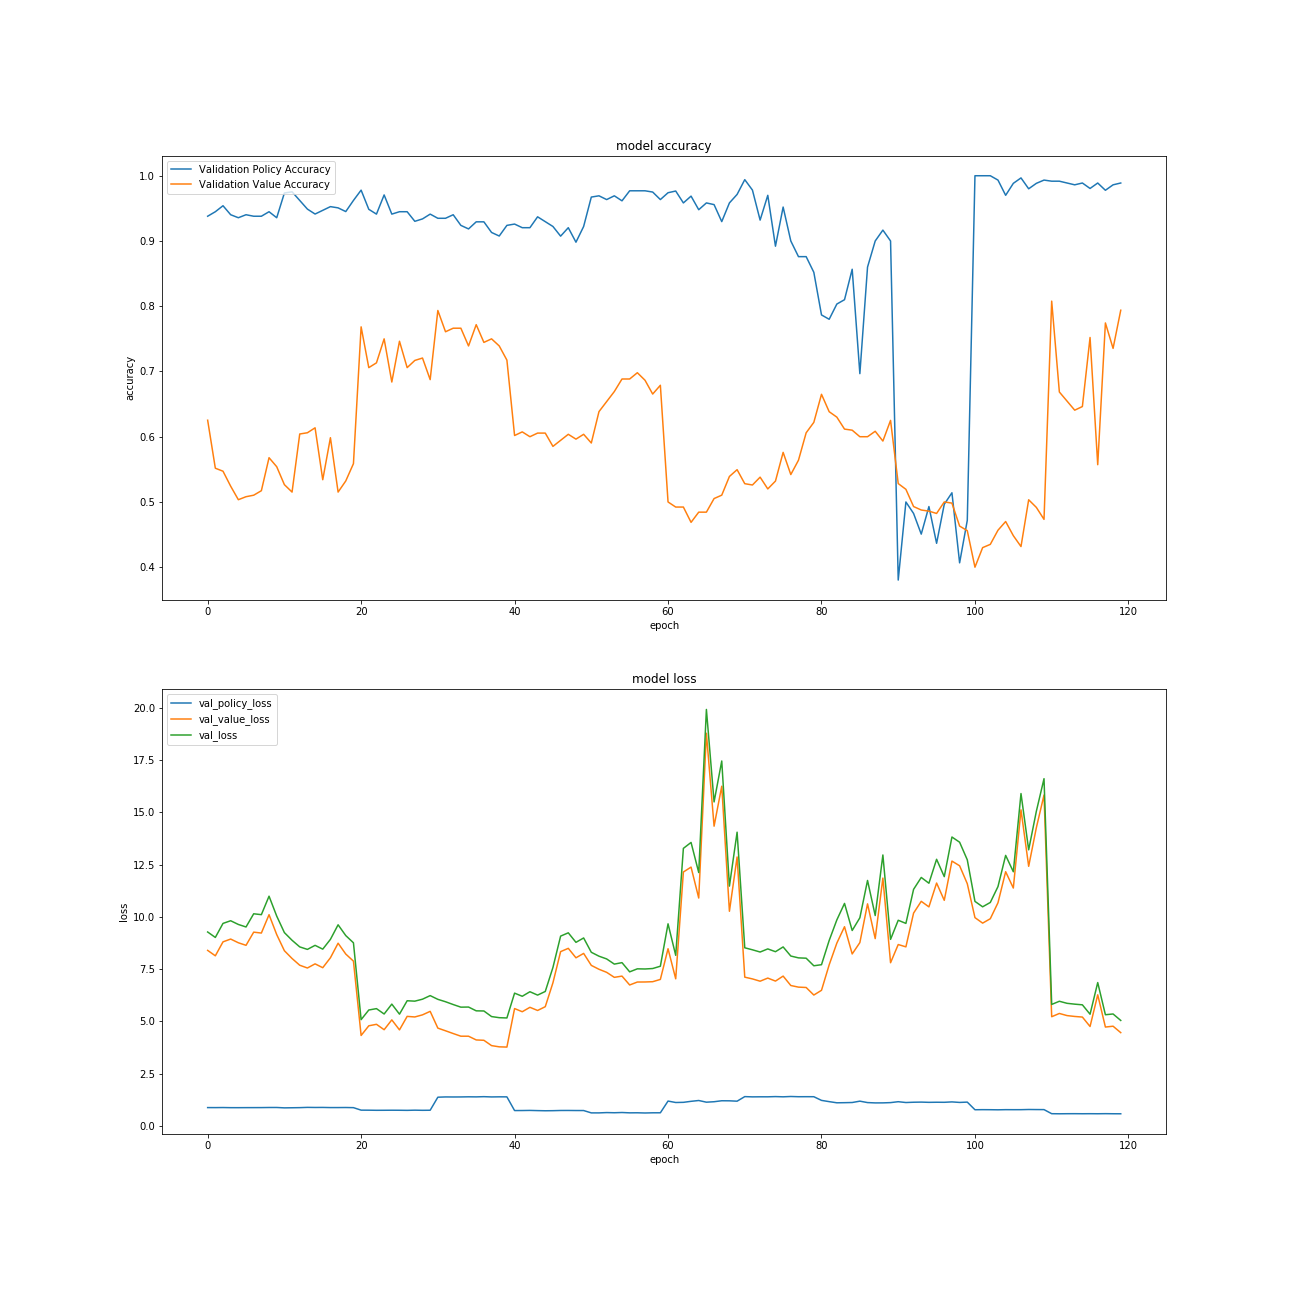 model accuracy
Validation Policy Accuracy
Validation Value Accuracy
1.0
0.9
0.8
0.7
0.6
0.5
0.4
accuracy
0 20 40 60 80 100 120
epoch
model loss
val_policy_loss
val_value_loss
val_loss
20.0
17.5
15.0
12.5
10.0
7.5
5.0
2.5
0.0
loss
0 20 40 60 80 100 120
epoch